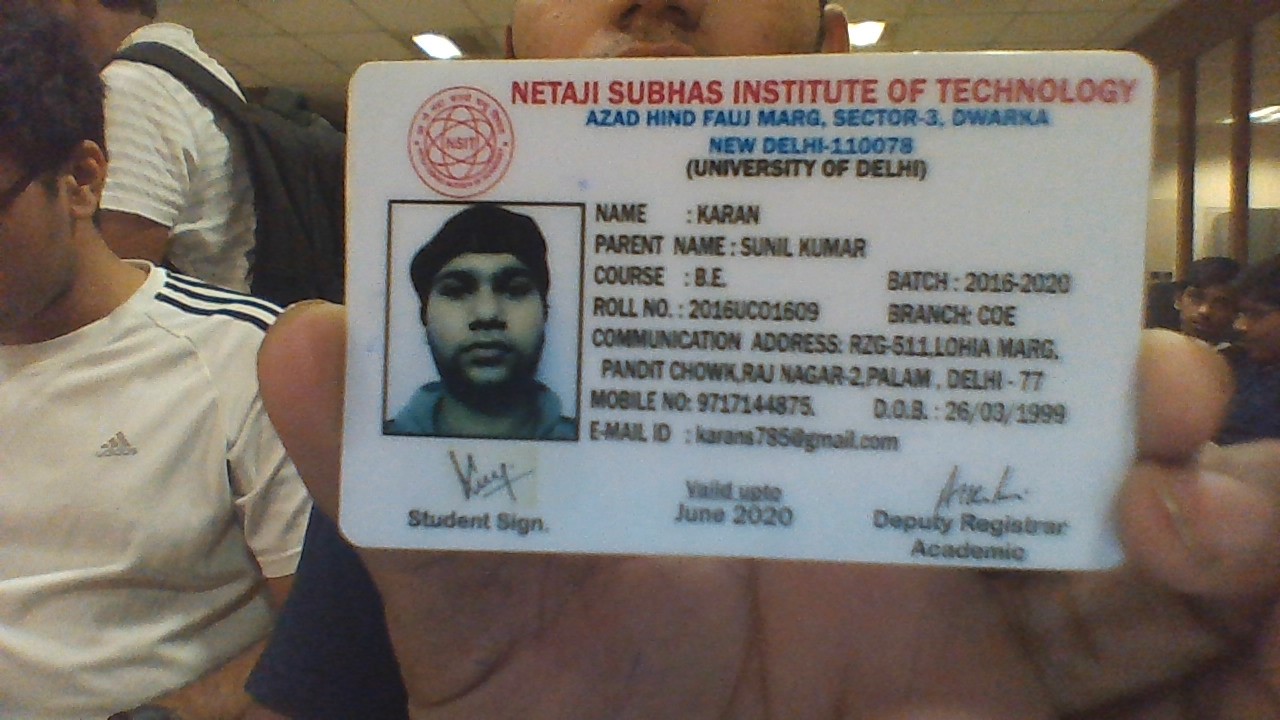 NETAJI SUBHAS INSTITUTE OF TECHNOLOGY
AZAD HIND FAUJ MARG, SECTOR-3, DWARKA
NEW DELHI-110078
(UNIVERSITY OF DELHI)
NSIT
NAME : KARAN
PARENT NAME : SUNIL KUMAR
COURSE : B.E. BATCH : 2016-2020
ROLL NO. : 2016UCO1609 BRANCH: COE
COMMUNICATION ADDRESS: RZG-511,LOHIA MARG,
PANDIT CHOWK,RAJ NAGAR-2,PALAM , DELHI - 77
MOBILE NO: 9717144875, D.O.B. : 26/03/1999
E-MAIL ID : karans785@gmail.com
Student Sign.
Valid upto
June 2020
Deputy Registrar
Academic